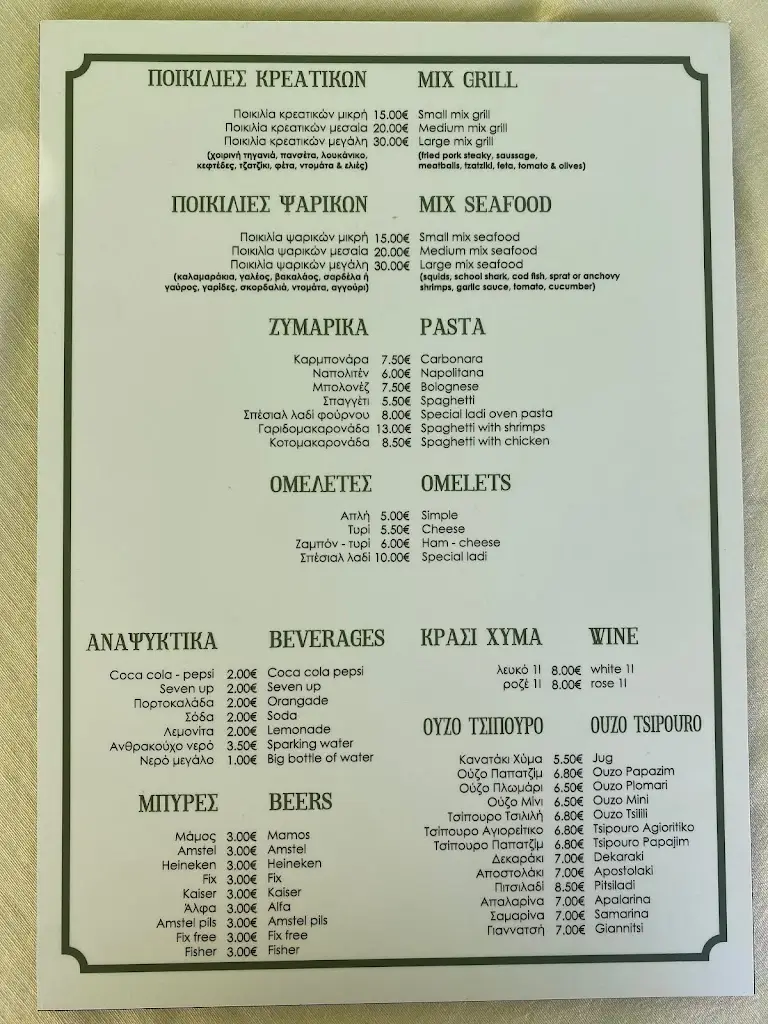 ΠΟΙΚΙΛΙΕΣ ΚΡΕΑΤΙΚΩΝ MIX GRILL
Ποικιλία κρεατικών μικρή 15.00€ Small mix grill
Ποικιλία κρεατικών μεσαία 20.00€ Medium mix grill
Ποικιλία κρεατικών μεγάλη 30.00€ Large mix grill
(χοιρινή τηγανιά, πανσέτα, λουκάνικο, (fried pork steaky, saussage,
κεφτέδες, τζατζίκι, φέτα, ντομάτα & ελιές) meatballs, tzatziki, feta, tomato & olives)
ΠΟΙΚΙΛΙΕΣ ΨΑΡΙΚΩΝ MIX SEAFOOD
Ποικιλία ψαρικών μικρή 15.00€ Small mix seafood
Ποικιλία ψαρικών μεσαία 20.00€ Medium mix seafood
Ποικιλία ψαρικών μεγάλη 30.00€ Large mix seafood
(καλαμαράκια, γαλέος, βακαλάος, σαρδέλα ή (squids, school shark, cod fish, sprat or anchovy
γαύρος, γαρίδες, σκορδαλιά, ντομάτα, αγγούρι) shrimps, garlic sauce, tomato, cucumber)
ΖΥΜΑΡΙΚΑ PASTA
Καρμπονάρα 7.50€ Carbonara
Ναπολιτέν 6.00€ Napolitana
Μπολονέζ 7.50€ Bolognese
Σπαγγέτι 5.50€ Spaghetti
Σπέσιαλ λαδί φούρνου 8.00€ Special ladi oven pasta
Γαριδομακαρονάδα 13.00€ Spaghetti with shrimps
Κοτομακαρονάδα 8.50€ Spaghetti with chicken
ΟΜΕΛΕΤΕΣ OMELETS
Απλή 5.00€ Simple
Τυρί 5.50€ Cheese
Ζαμπόν - τυρί 6.00€ Ham - cheese
Σπέσιαλ λαδί 10.00€ Special ladi
ΑΝΑΨΥΚΤΙΚΑ BEVERAGES
Coca cola - pepsi 2.00€ Coca cola pepsi
Seven up 2.00€ Seven up
Πορτοκαλάδα 2.00€ Orangade
Σόδα 2.00€ Soda
Λεμονίτα 2.00€ Lemonade
Ανθρακούχο νερό 3.50€ Sparking water
Νερό μεγάλο 1.00€ Big bottle of water
ΜΠΥΡΕΣ BEERS
Μάμος 3.00€ Mamos
Amstel 3.00€ Amstel
Heineken 3.00€ Heineken
Fix 3.00€ Fix
Kaiser 3.00€ Kaiser
Άλφα 3.00€ Alfa
Amstel pils 3.00€ Amstel pils
Fix free 3.00€ Fix free
Fisher 3.00€ Fisher
ΚΡΑΣΙ ΧΥΜΑ WINE
λευκό 1l 8.00€ white 1l
ροζέ 1l 8.00€ rose 1l
ΟΥΖΟ ΤΣΙΠΟΥΡΟ OUZO TSIPOURO
Κανατάκι Χύμα 5.50€ Jug
Ούζο Παπατζίμ 6.80€ Ouzo Papazim
Ούζο Πλωμάρι 6.50€ Ouzo Plomari
Ούζο Μίνι 6.50€ Ouzo Mini
Τσίπουρο Τσιλιλή 6.80€ Ouzo Tsilili
Τσίπουρο Αγιορείτικο 6.80€ Tsipouro Agioritiko
Τσίπουρο Παπατζίμ 6.80€ Tsipouro Papajim
Δεκαράκι 7.00€ Dekaraki
Αποστολάκι 7.00€ Apostolaki
Πιτσιλαδί 8.50€ Pitsiladi
Απαλαρίνα 7.00€ Apalarina
Σαμαρίνα 7.00€ Samarina
Γιαννατσή 7.00€ Giannitsi